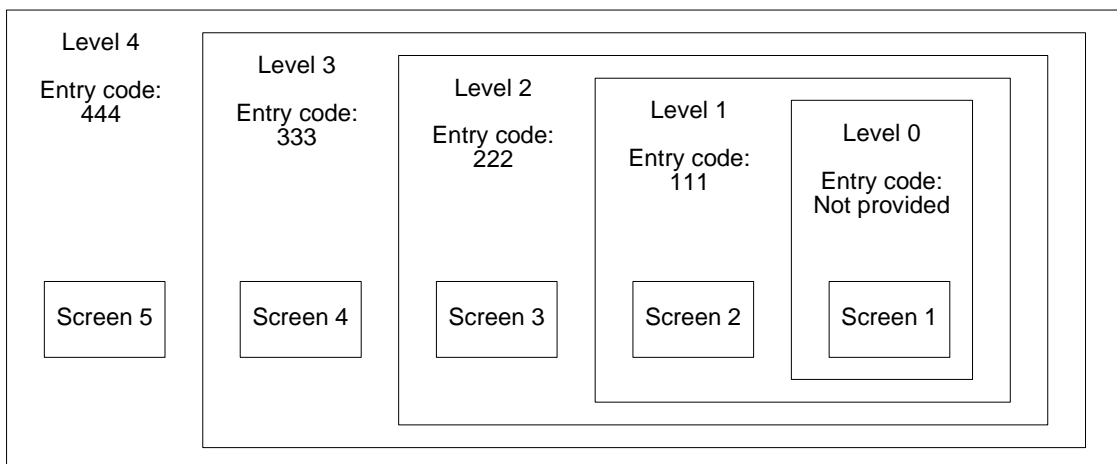 Level 4
Entry code:
444
Screen 5
Level 3
Entry code:
333
Screen 4
Level 2
Entry code:
222
Screen 3
Level 1
Entry code:
111
Screen 2
Level 0
Entry code:
Not provided
Screen 1